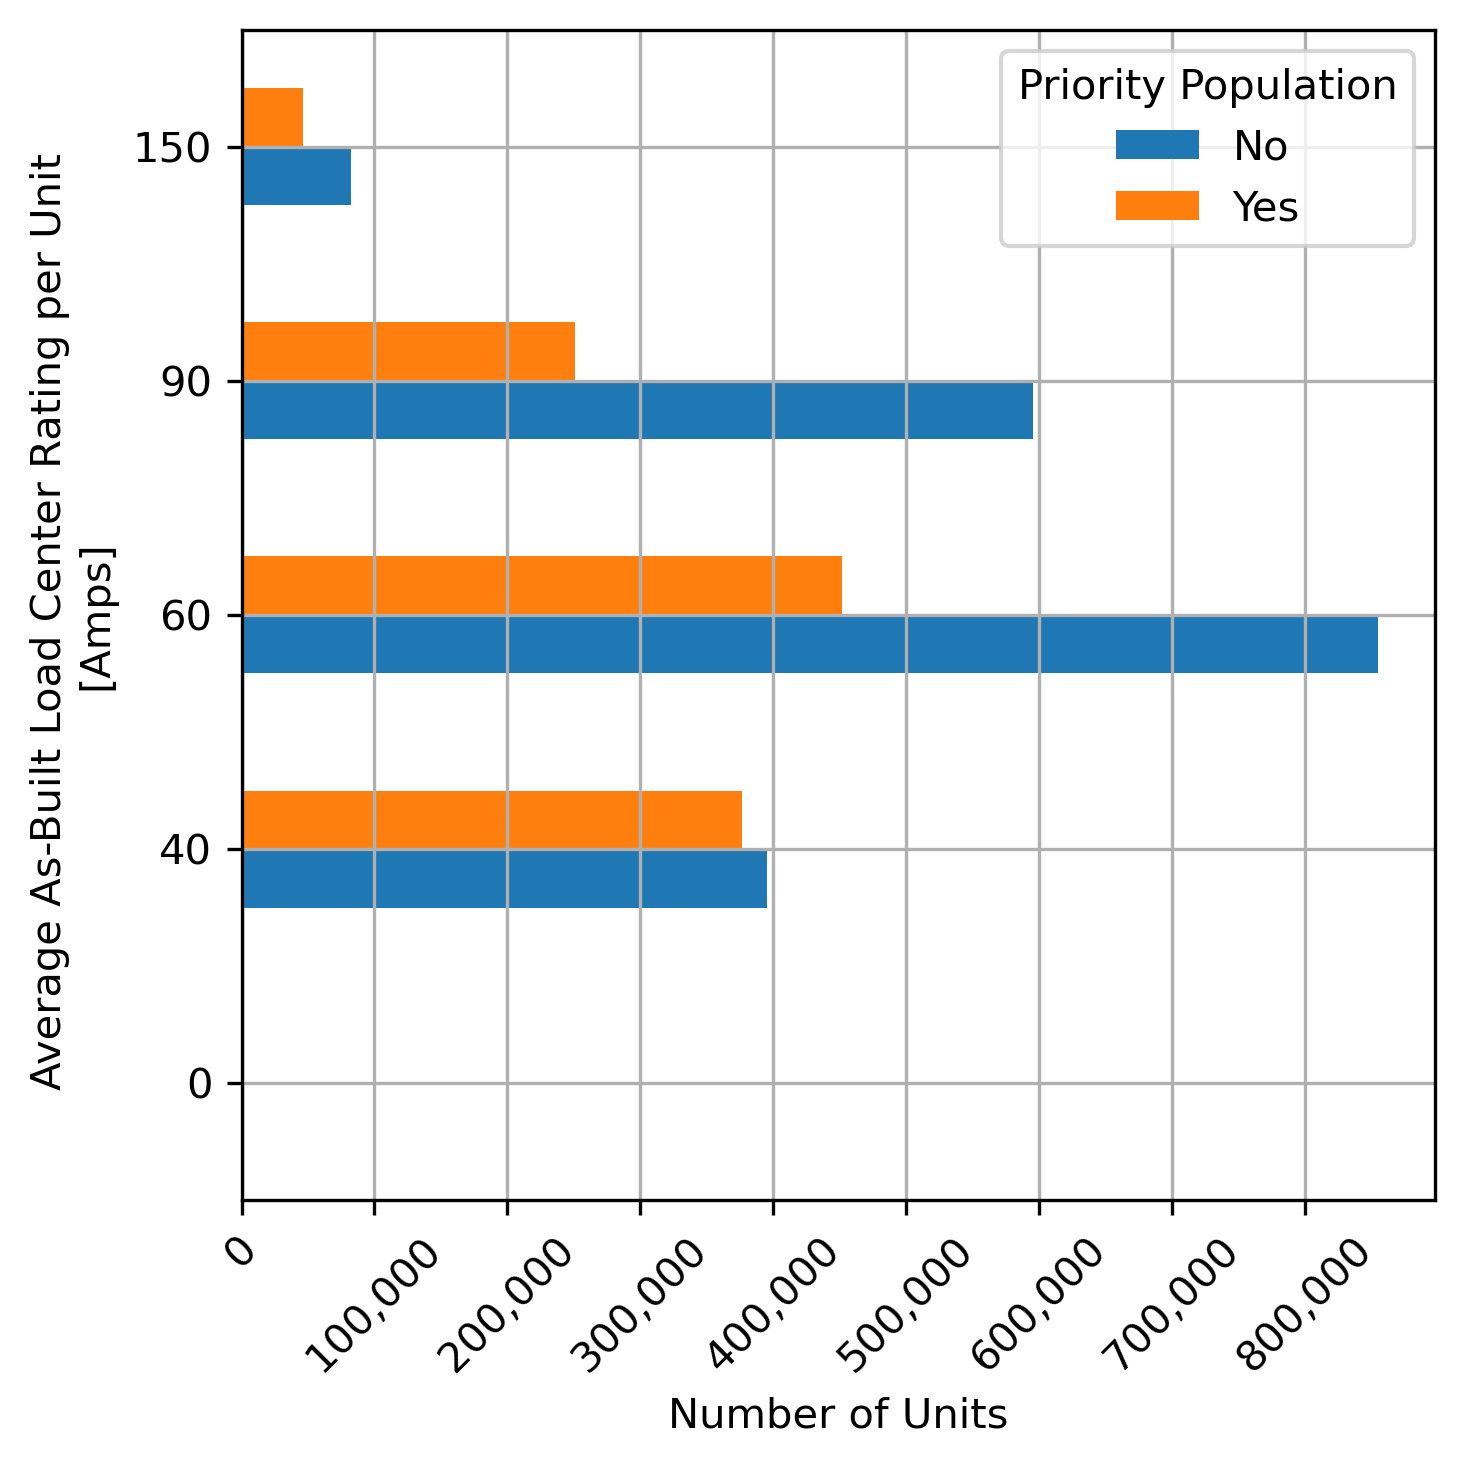 Priority Population
No
Yes
Average As-Built Load Center Rating per Unit
[Amps]
150
90
60
40
0
0
100,000
200,000
300,000
400,000
500,000
600,000
700,000
800,000
Number of Units